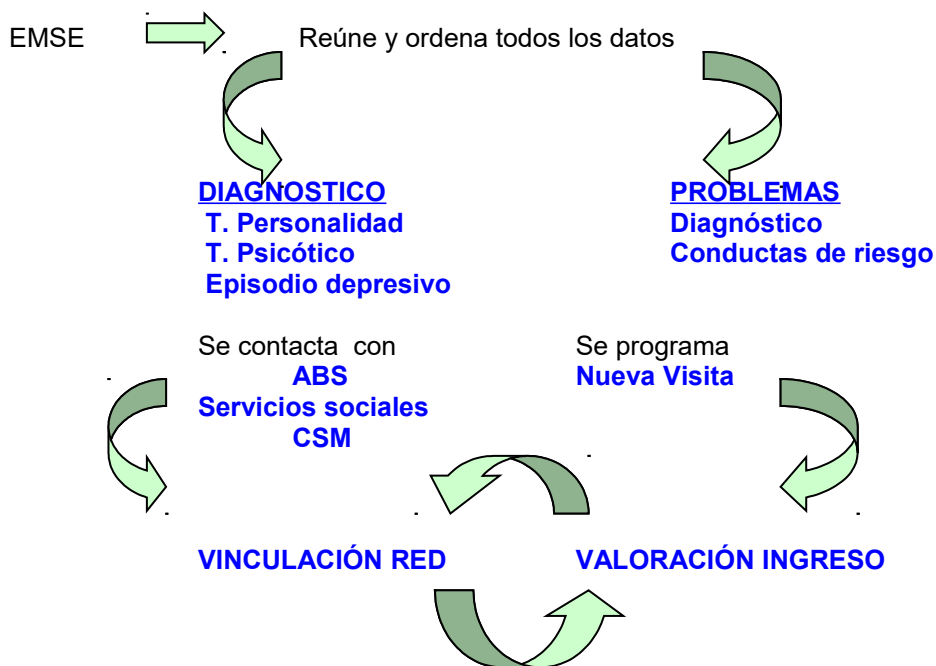 EMSE Reúne y ordena todos los datos
DIAGNOSTICO
T. Personalidad
T. Psicótico
Episodio depresivo
PROBLEMAS
Diagnóstico
Conductas de riesgo
Se contacta con
ABS
Servicios sociales
CSM
Se programa
Nueva Visita
VINCULACIÓN RED
VALORACIÓN INGRESO